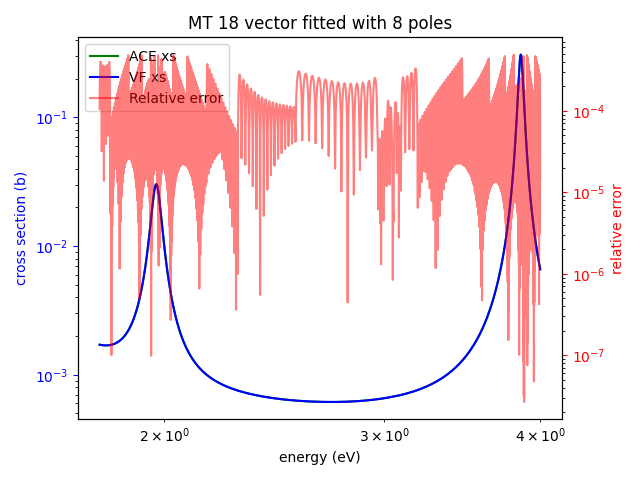 MT 18 vector fitted with 8 poles
ACE xs
VF xs
Relative error
10⁻¹
10⁻²
10⁻³
cross section (b)
10⁻⁴
10⁻⁵
10⁻⁶
10⁻⁷
relative error
2 × 10⁰ 3 × 10⁰ 4 × 10⁰
energy (eV)